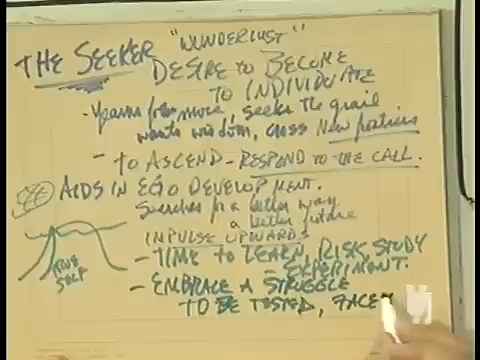 THE SEEKER "WUNDERLUST"
DESIRE TO BECOME
TO INDIVIDUATE
- Yearns for more, seeks the grail
wants wisdom, cross New frontiers
- TO ASCEND - RESPOND TO THE CALL.
AIDS IN EGO DEVELOPMENT.
Searches for a better way
a better future
IMPULSE UPWARDS
- TIME TO LEARN, RISK, STUDY
- EXPERIMENT.
- EMBRACE A STRUGGLE
TO BE TESTED, FACE
TRUE
SELF